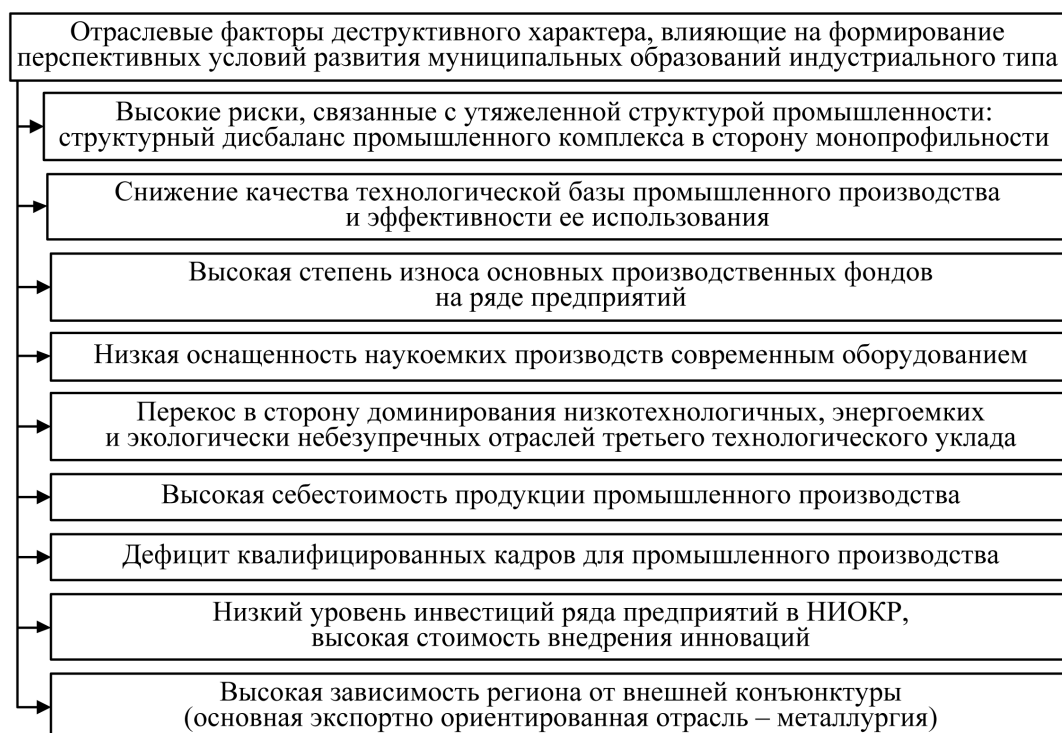 Отраслевые факторы деструктивного характера, влияющие на формирование
перспективных условий развития муниципальных образований индустриального типа
Высокие риски, связанные с утяжеленной структурой промышленности:
структурный дисбаланс промышленного комплекса в сторону монопрофильности
Снижение качества технологической базы промышленного производства
и эффективности ее использования
Высокая степень износа основных производственных фондов
на ряде предприятий
Низкая оснащенность наукоемких производств современным оборудованием
Перекос в сторону доминирования низкотехнологичных, энергоемких
и экологически небезупречных отраслей третьего технологического уклада
Высокая себестоимость продукции промышленного производства
Дефицит квалифицированных кадров для промышленного производства
Низкий уровень инвестиций ряда предприятий в НИОКР,
высокая стоимость внедрения инноваций
Высокая зависимость региона от внешней конъюнктуры
(основная экспортно ориентированная отрасль – металлургия)